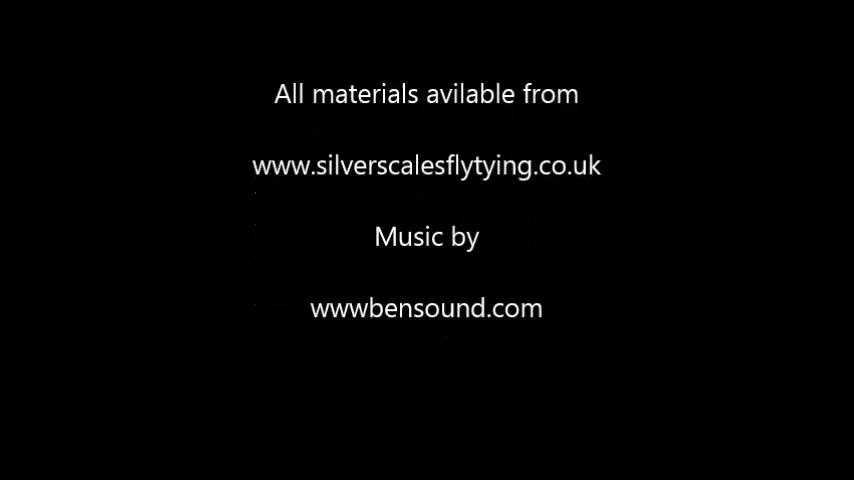 All materials avilable from
www.silverscalesflytying.co.uk
Music by
wwwbensound.com